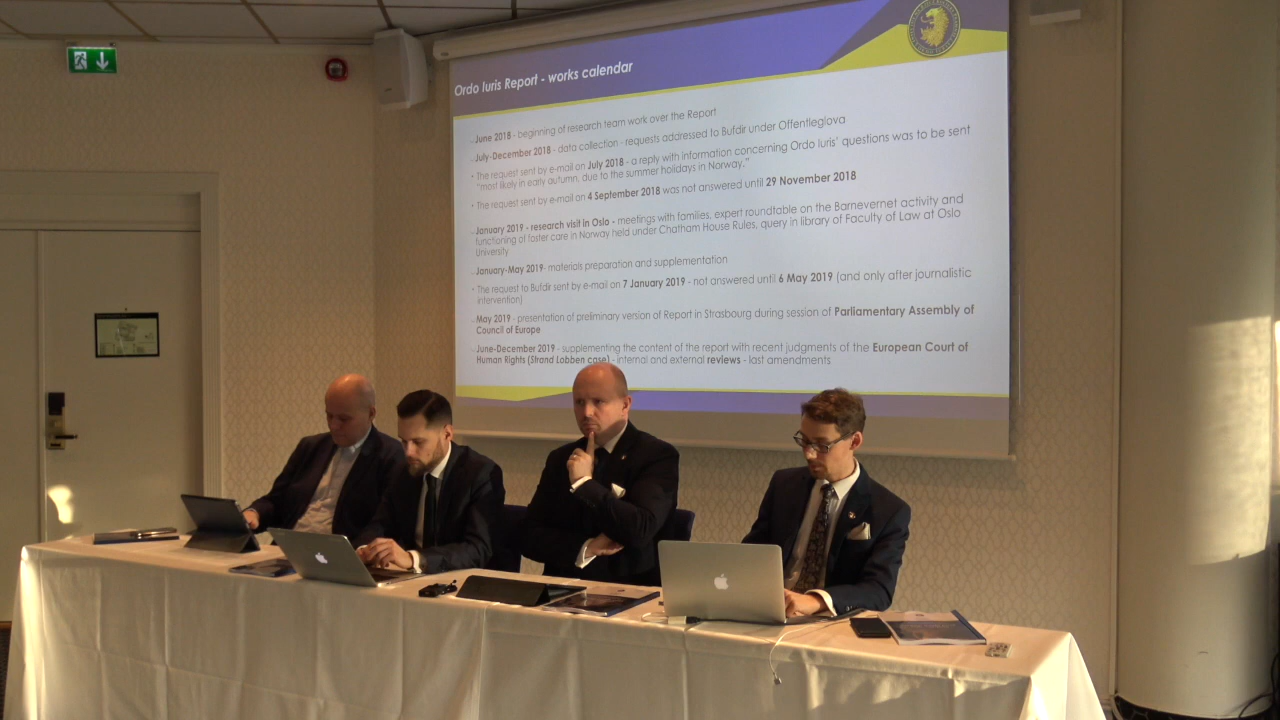 Ordo Iuris Report - works calendar
- June 2018 - beginning of research team work over the Report
- July-December 2018 - data collection - requests addressed to Bufdir under Offentleglova
• The request sent by e-mail on July 2018 - a reply with information concerning Ordo Iuris' questions was to be sent
"most likely in early autumn, due to the summer holidays in Norway."
• The request sent by e-mail on 4 September 2018 was not answered until 29 November 2018
- January 2019 - research visit in Oslo - meetings with families, expert roundtable on the Barnevernet activity and
functioning of foster care in Norway held under Chatham House Rules, query in library of Faculty of Law at Oslo
University
- January-May 2019- materials preparation and supplementation
• The request to Bufdir sent by e-mail on 7 January 2019 - not answered until 6 May 2019 (and only after journalistic
intervention)
- May 2019 - presentation of preliminary version of Report in Strasbourg during session of Parliamentary Assembly of
Council of Europe
- June-December 2019 - supplementing the content of the report with recent judgments of the European Court of
Human Rights (Strand Lobben case) - internal and external reviews - last amendments